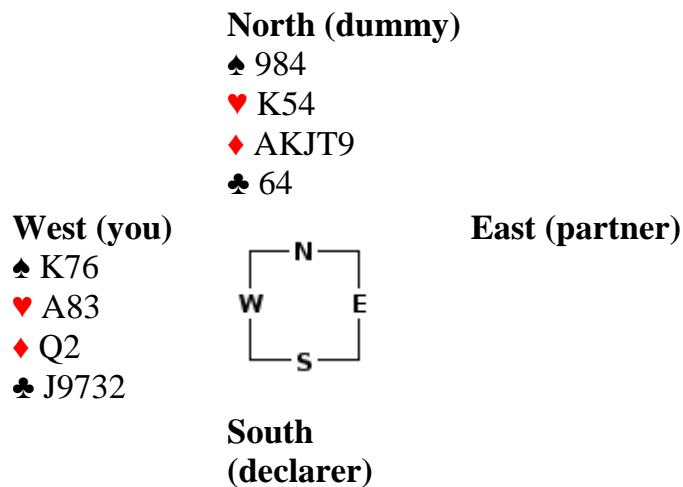 North (dummy)
♠ 984
♥ K54
♦ AKJT9
♣ 64
West (you)
♠ K76
♥ A83
♦ Q2
♣ J9732
N
W E
S
East (partner)
South
(declarer)